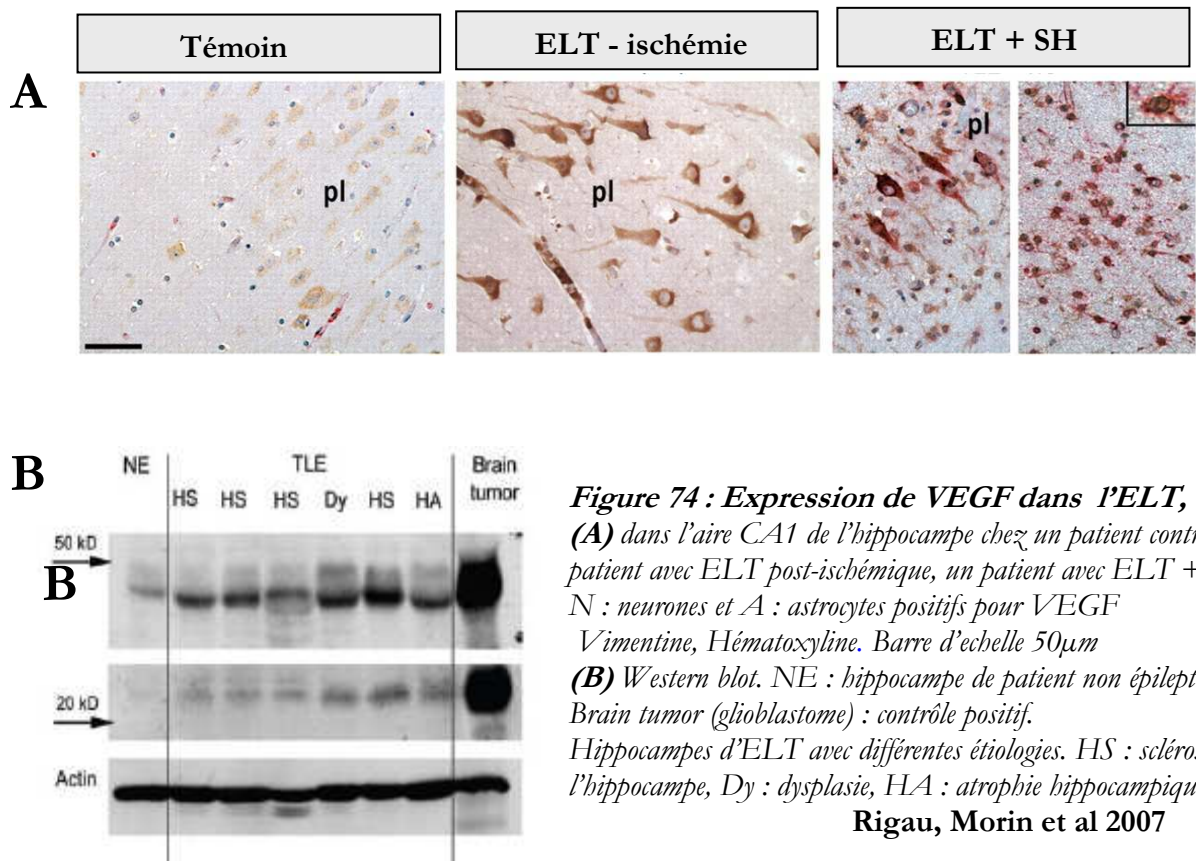 Témoin
ELT - ischémie
ELT + SH
A
pl
pl
pl
B
NE
TLE
Brain
tumor
HS HS HS Dy HS HA
50 kD
B
20 kD
Actin
Figure 74 : Expression de VEGF dans l'ELT,
(A) dans l'aire CA1 de l'hippocampe chez un patient contr
patient avec ELT post-ischémique, un patient avec ELT +
N : neurones et A : astrocytes positifs pour VEGF
Vimentine, Hématoxyline. Barre d'echelle 50µm
(B) Western blot. NE : hippocampe de patient non épilept
Brain tumor (glioblastome) : contrôle positif.
Hippocampes d'ELT avec différentes étiologies. HS : scléros
l'hippocampe, Dy : dysplasie, HA : atrophie hippocampiqu
Rigau, Morin et al 2007